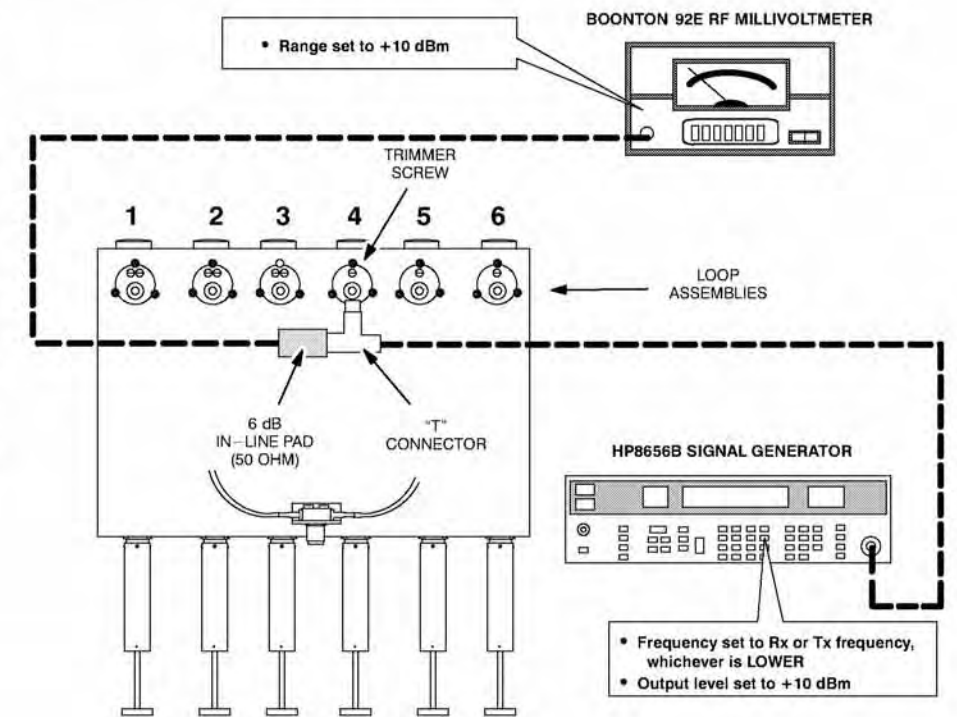 BOONTON 92E RF MILLIVOLTMETER
• Range set to +10 dBm
TRIMMER
SCREW
1 2 3 4 5 6
LOOP
ASSEMBLIES
6 dB
IN–LINE PAD
(50 OHM)
"T"
CONNECTOR
HP8656B SIGNAL GENERATOR
• Frequency set to Rx or Tx frequency,
whichever is LOWER
• Output level set to +10 dBm